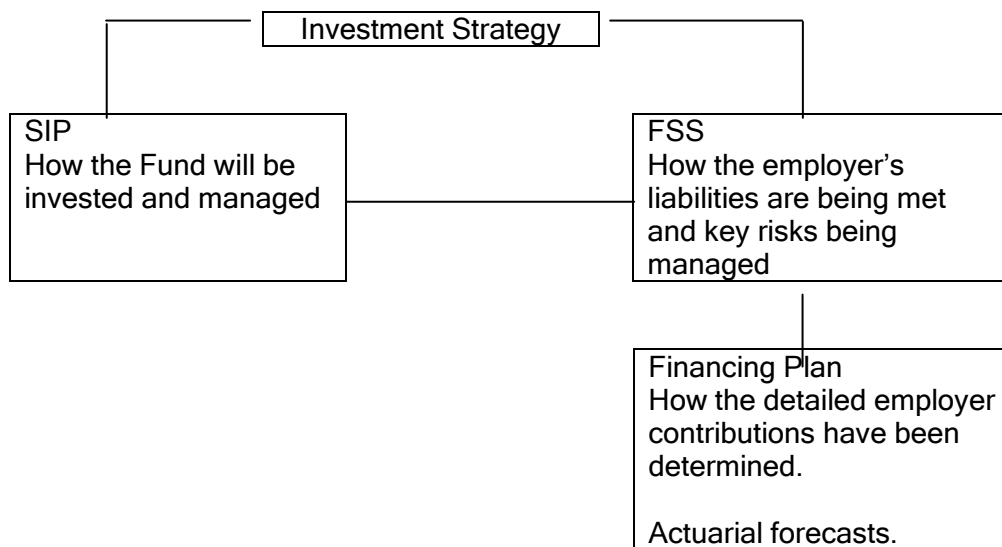 Investment Strategy
SIP
How the Fund will be
invested and managed
FSS
How the employer’s
liabilities are being met
and key risks being
managed
Financing Plan
How the detailed employer
contributions have been
determined.
Actuarial forecasts.